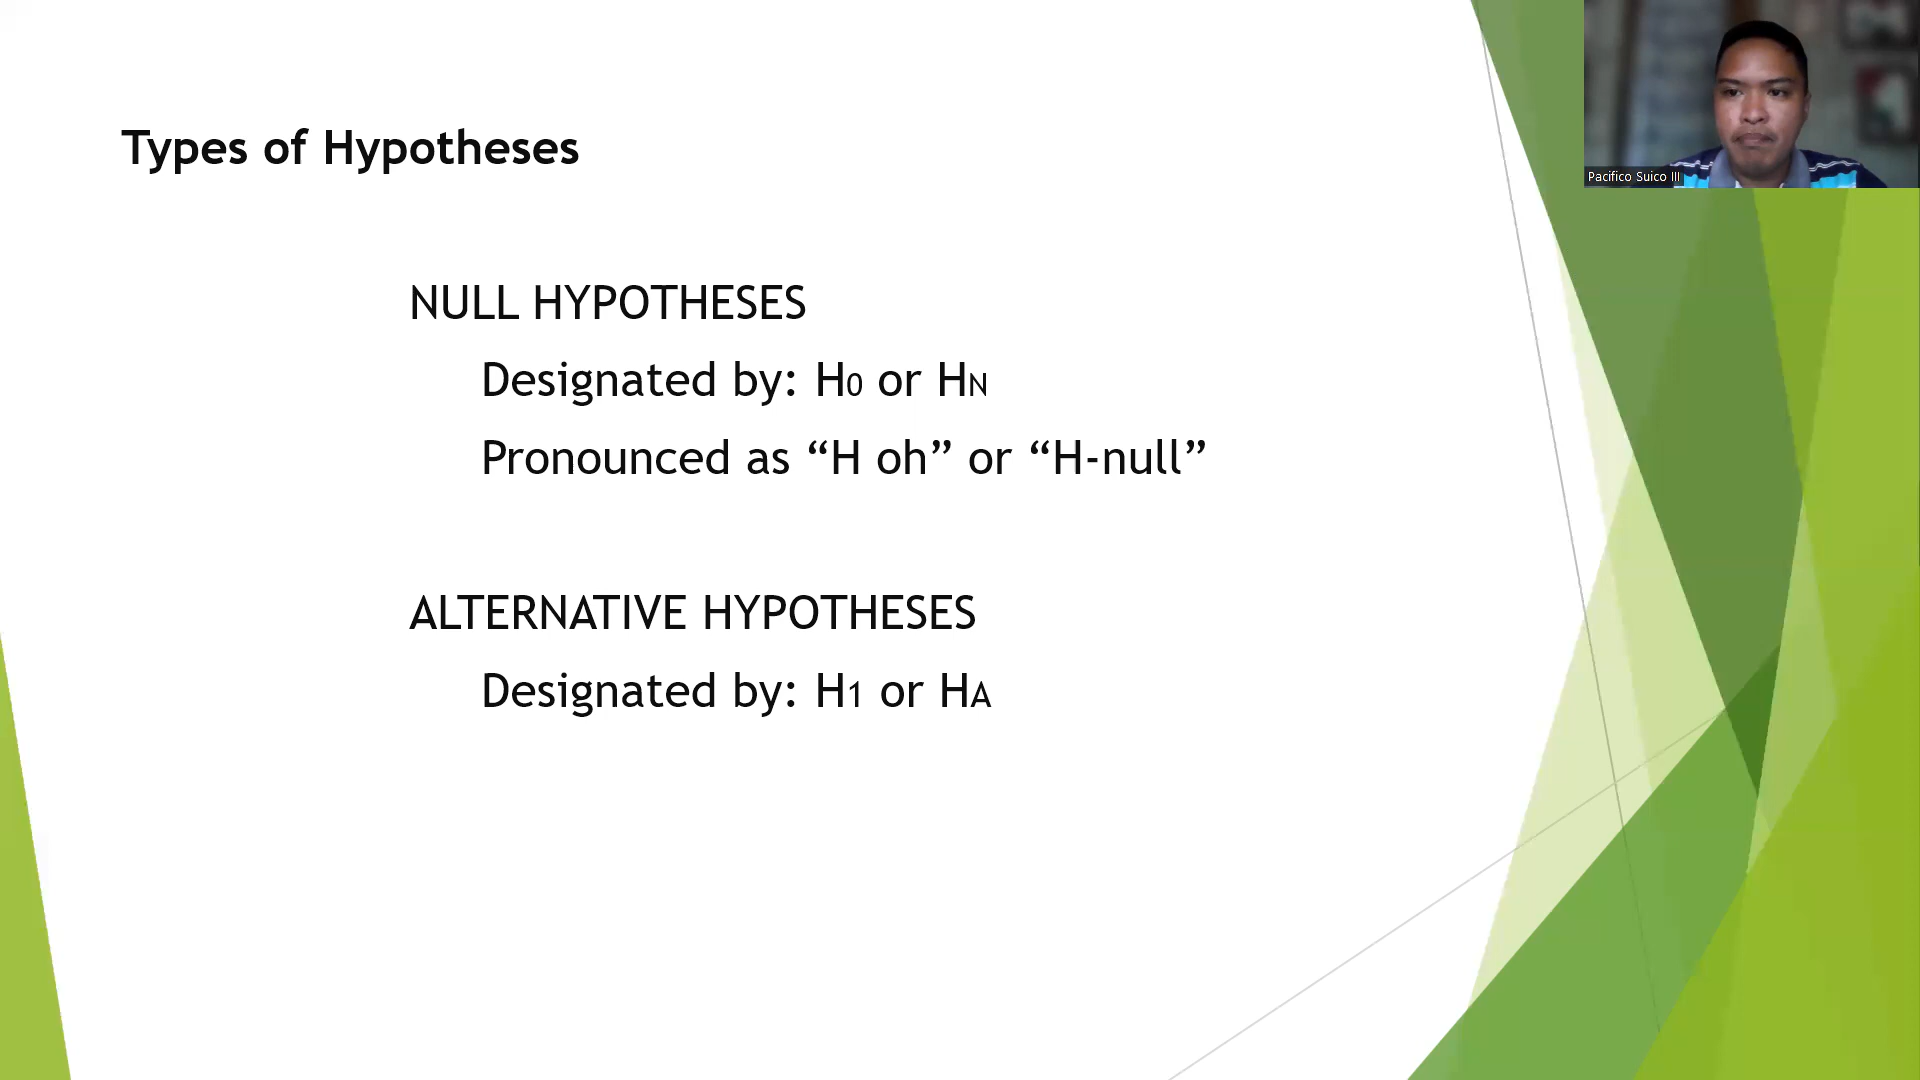 Types of Hypotheses
Pacifico Suico III
NULL HYPOTHESES
Designated by: H0 or HN
Pronounced as “H oh” or “H-null”
ALTERNATIVE HYPOTHESES
Designated by: H1 or HA